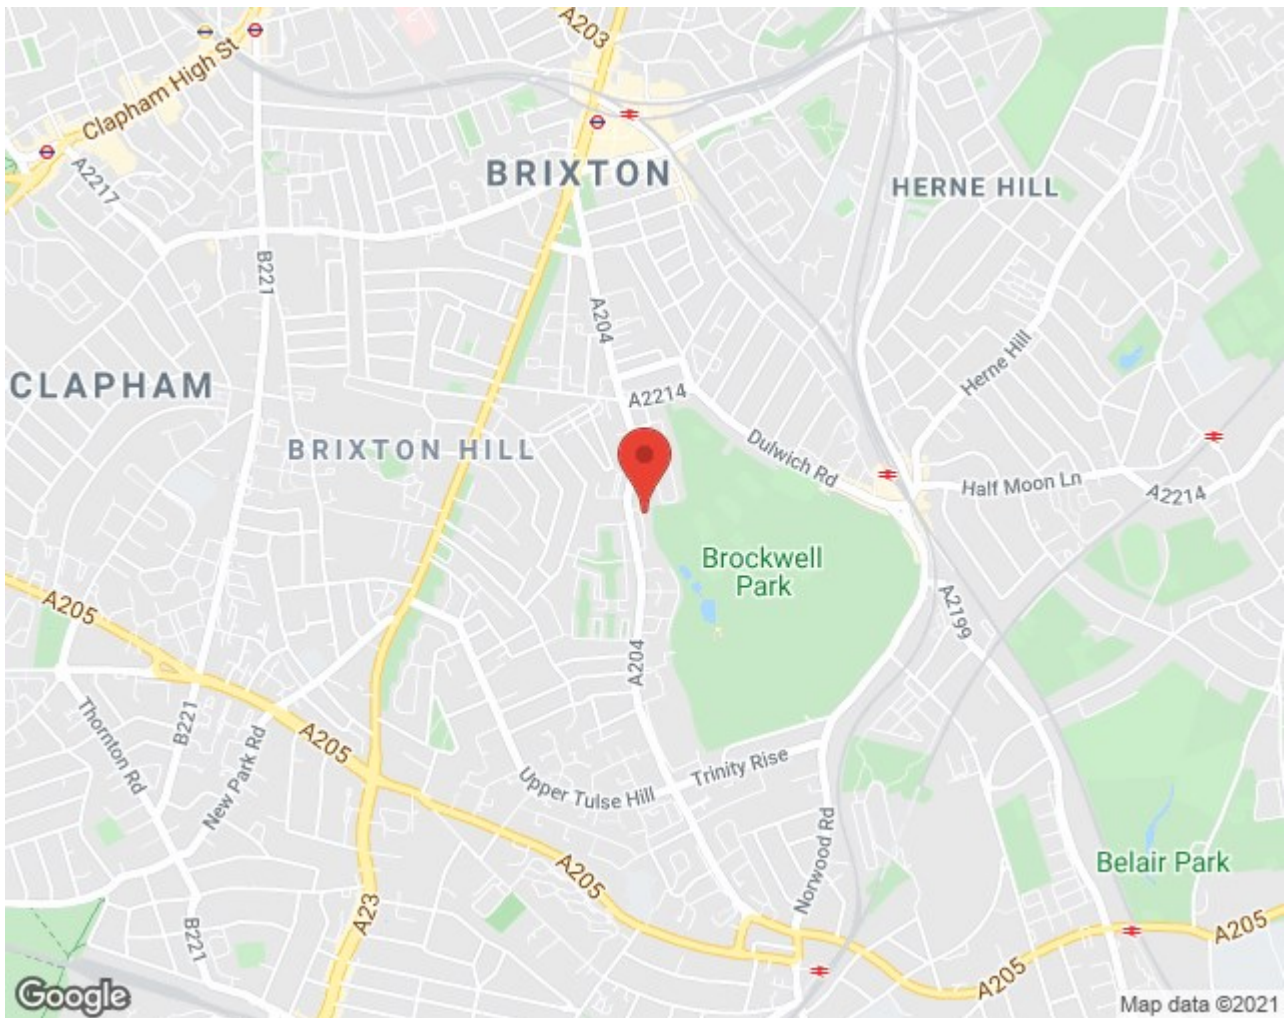 A203
Clapham High St
A2217
BRIXTON
HERNE HILL
B221
A204
CLAPHAM
Herne Hill
A2214
BRIXTON HILL
Dulwich Rd
Half Moon Ln
A2214
Brockwell
Park
A205
A2199
A204
Thornton Rd
B221
New Park Rd
A205
Trinity Rise
Upper Tulse Hill
Norwood Rd
Belair Park
A205
A23
B221
A205
A205
Google
Map data ©2021